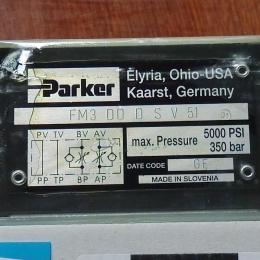 Parker
Elyria, Ohio-USA
Kaarst, Germany
FM3 DD D S V 51
PV TV BV AV
PP TP BP AP
max. Pressure 5000 PSI
350 bar
DATE CODE GE
MADE IN SLOVENIA